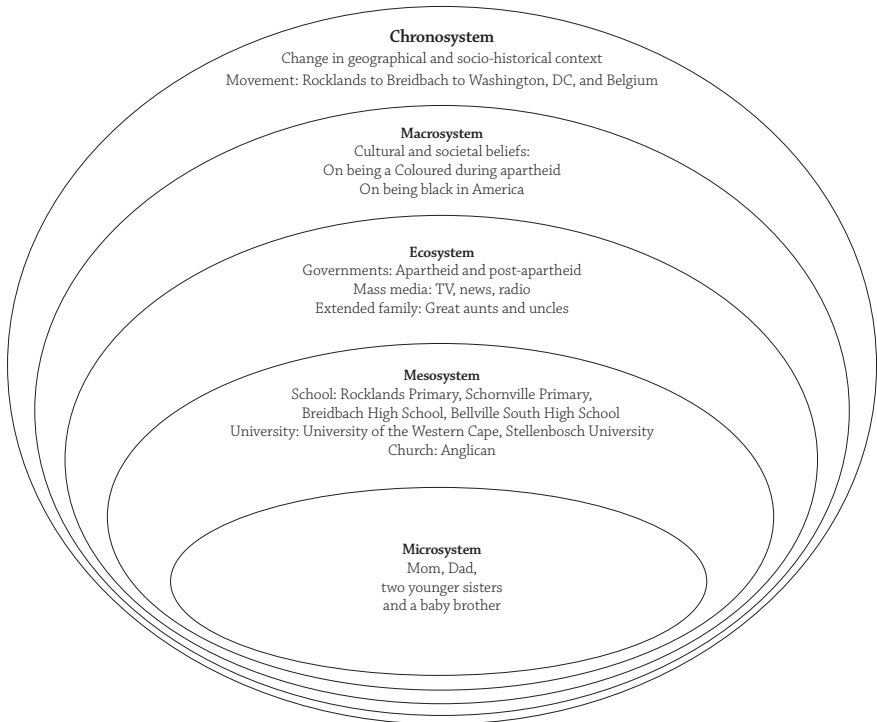 Chronosystem
Change in geographical and socio-historical context
Movement: Rocklands to Breidbach to Washington, DC, and Belgium
Macrosystem
Cultural and societal beliefs:
On being a Coloured during apartheid
On being black in America
Ecosystem
Governments: Apartheid and post-apartheid
Mass media: TV, news, radio
Extended family: Great aunts and uncles
Mesosystem
School: Rocklands Primary, Schornville Primary,
Breidbach High School, Bellville South High School
University: University of the Western Cape, Stellenbosch University
Church: Anglican
Microsystem
Mom, Dad,
two younger sisters
and a baby brother